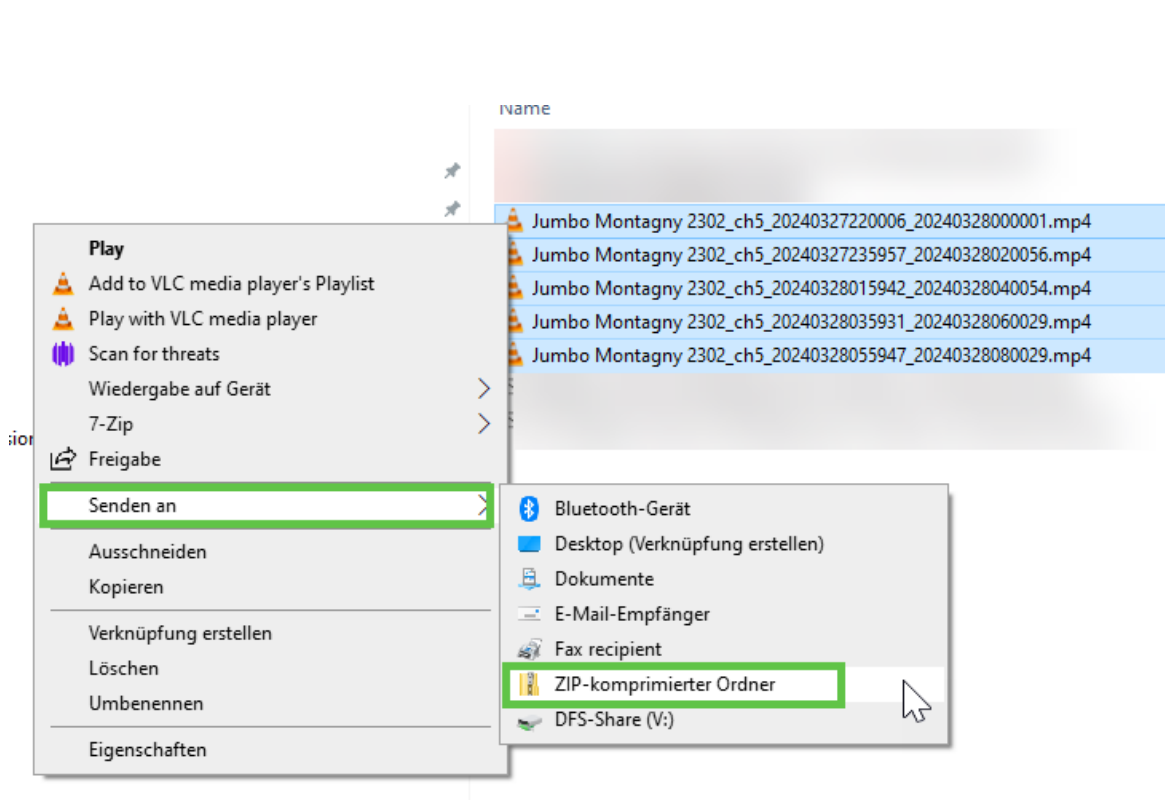 Name
Jumbo Montagny 2302_ch5_20240327220006_20240328000001.mp4
Jumbo Montagny 2302_ch5_20240327235957_20240328020056.mp4
Jumbo Montagny 2302_ch5_20240328015942_20240328040054.mp4
Jumbo Montagny 2302_ch5_20240328035931_20240328060029.mp4
Jumbo Montagny 2302_ch5_20240328055947_20240328080029.mp4
Play
Add to VLC media player's Playlist
Play with VLC media player
Scan for threats
Wiedergabe auf Gerät
7-Zip
Freigabe
Senden an
Ausschneiden
Kopieren
Verknüpfung erstellen
Löschen
Umbenennen
Eigenschaften
Bluetooth-Gerät
Desktop (Verknüpfung erstellen)
Dokumente
E-Mail-Empfänger
Fax recipient
ZIP-komprimierter Ordner
DFS-Share (V:)